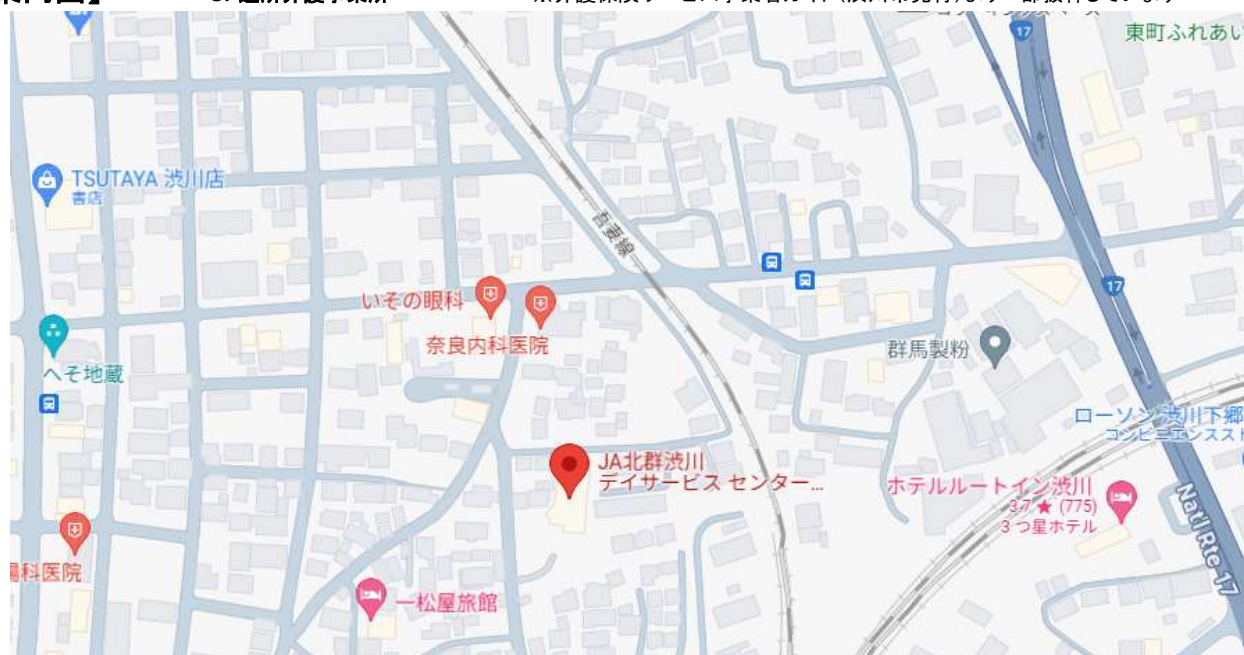 17
東町ふれあい
TSUTAYA 渋川店
書店
吾妻線
いその眼科
奈良内科医院
17
群馬製粉
へそ地蔵
ローソン 渋川下郷
コンビニエンススト
JA北群渋川
デイサービス センター...
ホテルルートイン渋川
3.7 ★ (775)
3 つ星ホテル
Nat'l Rte 17
科医院
一松屋旅館